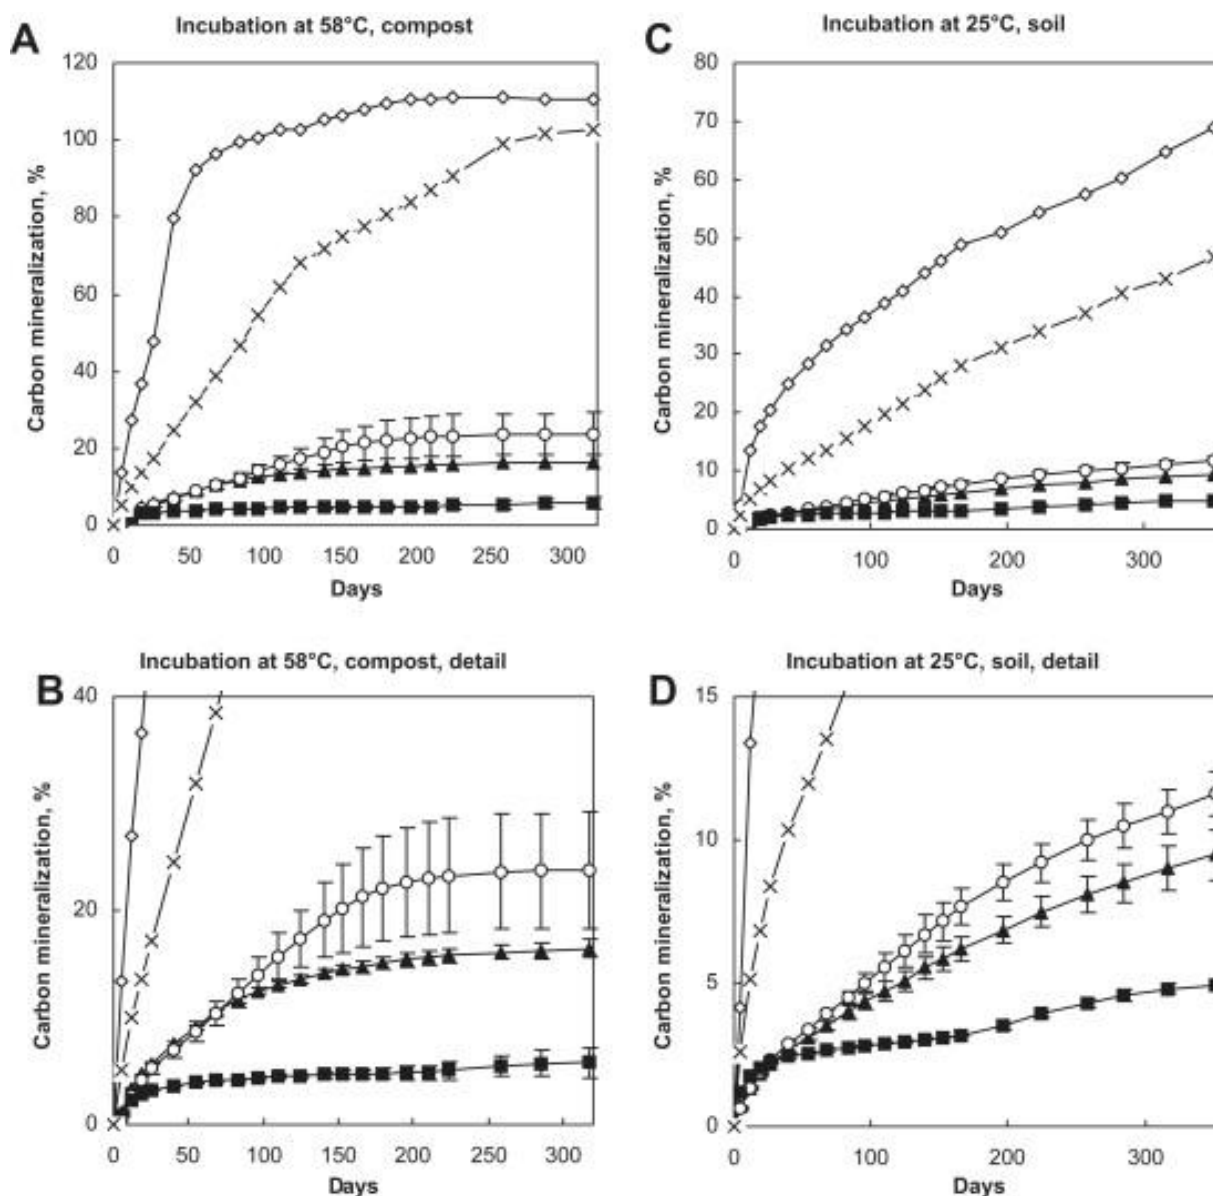 A
Incubation at 58°C, compost
Carbon mineralization, %
120
100
80
60
40
20
0
0 50 100 150 200 250 300
Days
C
Incubation at 25°C, soil
Carbon mineralization, %
80
70
60
50
40
30
20
10
0
0 100 200 300
Days
B
Incubation at 58°C, compost, detail
Carbon mineralization, %
40
20
0
0 50 100 150 200 250 300
Days
D
Incubation at 25°C, soil, detail
Carbon mineralization, %
15
10
5
0
0 100 200 300
Days